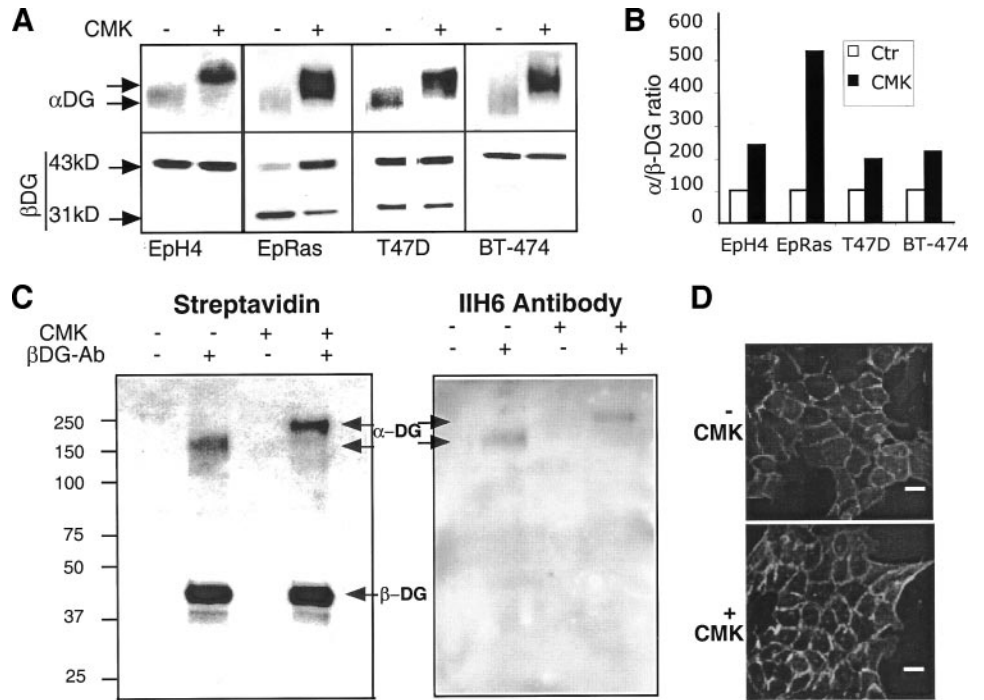 A
CMK - + - + - + - +
αDG
βDG
43kD
31kD
EpH4 EpRas T47D BT-474
B
α/β-DG ratio
600
500
400
300
200
100
0
Ctr
CMK
EpH4 EpRas T47D BT-474
C
Streptavidin
IIH6 Antibody
CMK - - + +
βDG-Ab - + - +
- - + +
- + - +
250
150
100
75
50
37
25
α-DG
β-DG
D
-
CMK
+
CMK